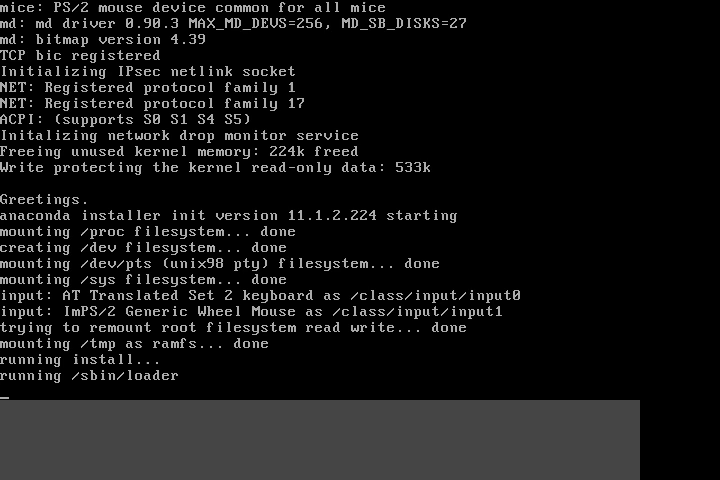 mice: PS/2 mouse device common for all mice
md: md driver 0.90.3 MAX_MD_DEVS=256, MD_SB_DISKS=27
md: bitmap version 4.39
TCP bic registered
Initializing IPsec netlink socket
NET: Registered protocol family 1
NET: Registered protocol family 17
ACPI: (supports S0 S1 S4 S5)
Initalizing network drop monitor service
Freeing unused kernel memory: 224k freed
Write protecting the kernel read-only data: 533k
Greetings.
anaconda installer init version 11.1.2.224 starting
mounting /proc filesystem... done
creating /dev filesystem... done
mounting /dev/pts (unix98 pty) filesystem... done
mounting /sys filesystem... done
input: AT Translated Set 2 keyboard as /class/input/input0
input: ImPS/2 Generic Wheel Mouse as /class/input/input1
trying to remount root filesystem read write... done
mounting /tmp as ramfs... done
running install...
running /sbin/loader